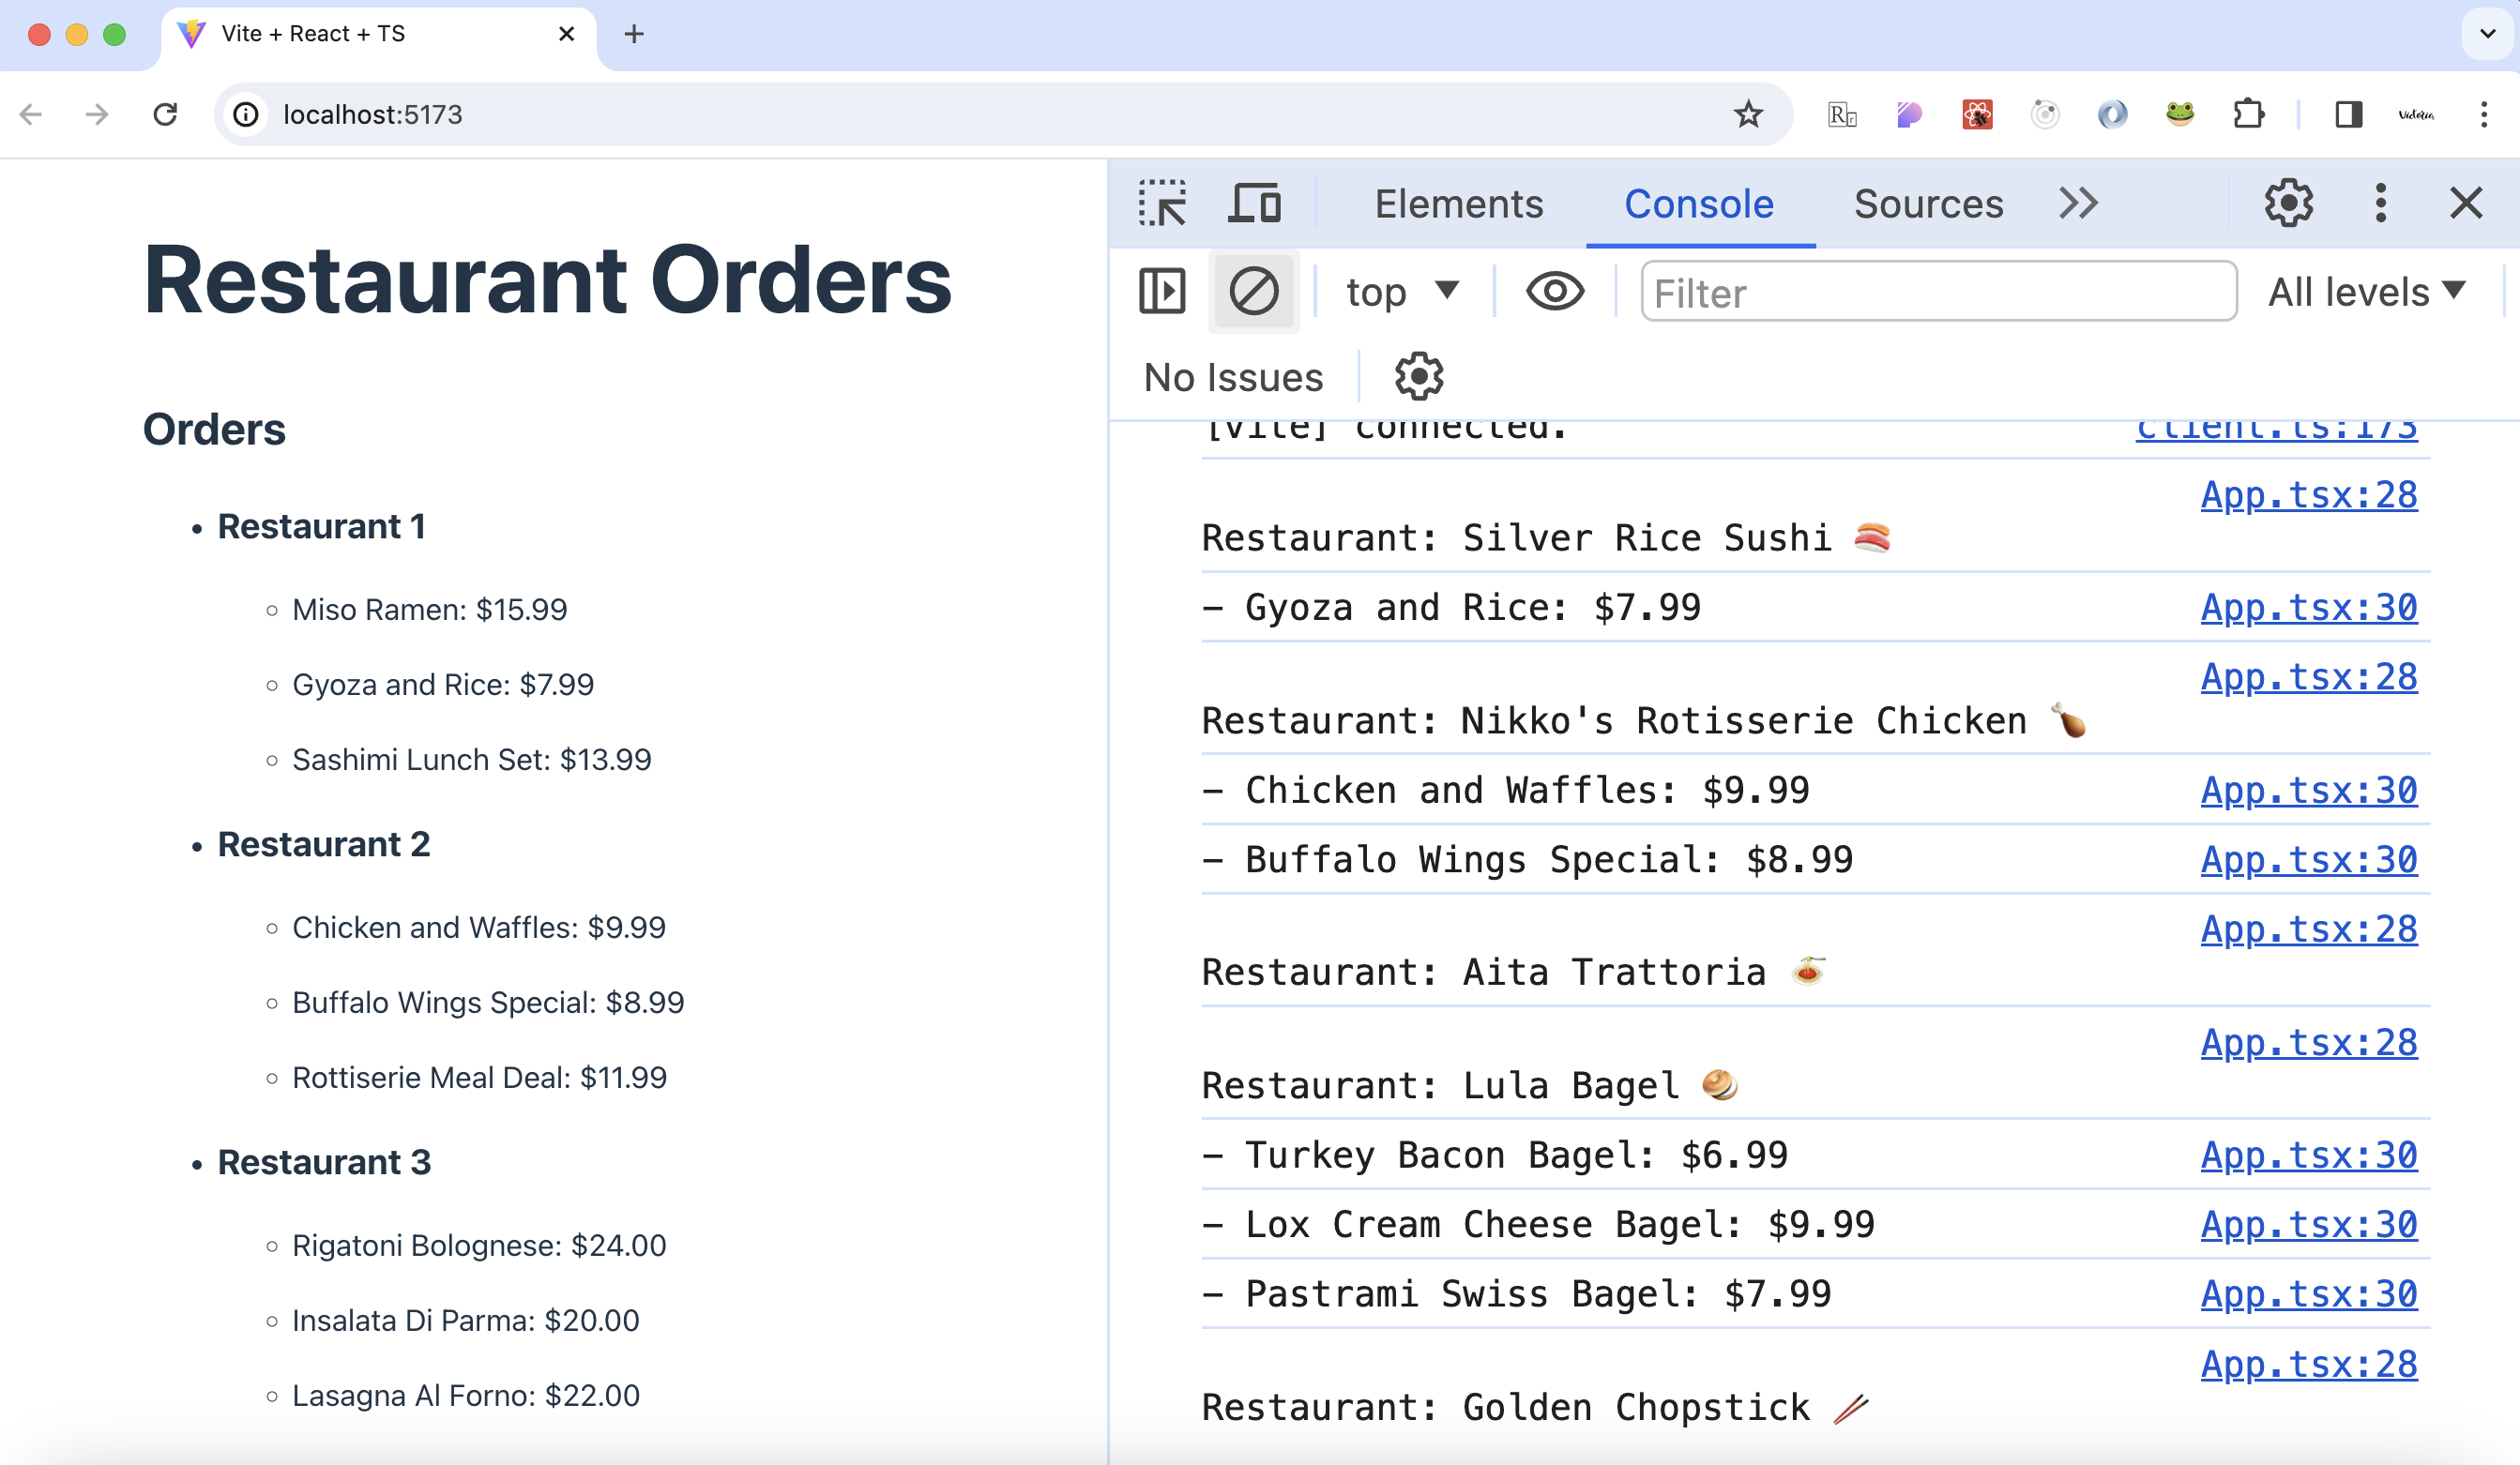 Vite + React + TS
localhost:5173
Victoria
Restaurant Orders
Orders
Restaurant 1
Miso Ramen: $15.99
Gyoza and Rice: $7.99
Sashimi Lunch Set: $13.99
Restaurant 2
Chicken and Waffles: $9.99
Buffalo Wings Special: $8.99
Rottiserie Meal Deal: $11.99
Restaurant 3
Rigatoni Bolognese: $24.00
Insalata Di Parma: $20.00
Lasagna Al Forno: $22.00
Elements Console Sources
top Filter All levels
No Issues
[vite] connected. client.ts:173
App.tsx:28
Restaurant: Silver Rice Sushi 🍣
– Gyoza and Rice: $7.99 App.tsx:30
App.tsx:28
Restaurant: Nikko's Rotisserie Chicken 🍗
– Chicken and Waffles: $9.99 App.tsx:30
– Buffalo Wings Special: $8.99 App.tsx:30
App.tsx:28
Restaurant: Aita Trattoria 🍝
App.tsx:28
Restaurant: Lula Bagel 🥯
– Turkey Bacon Bagel: $6.99 App.tsx:30
– Lox Cream Cheese Bagel: $9.99 App.tsx:30
– Pastrami Swiss Bagel: $7.99 App.tsx:30
App.tsx:28
Restaurant: Golden Chopstick 🥢